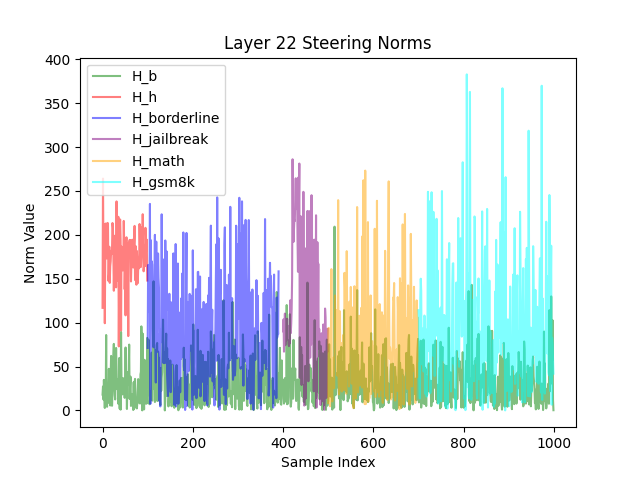 Layer 22 Steering Norms
400
350
300
250
200
150
100
50
0
Norm Value
H_b
H_h
H_borderline
H_jailbreak
H_math
H_gsm8k
0 200 400 600 800 1000
Sample Index